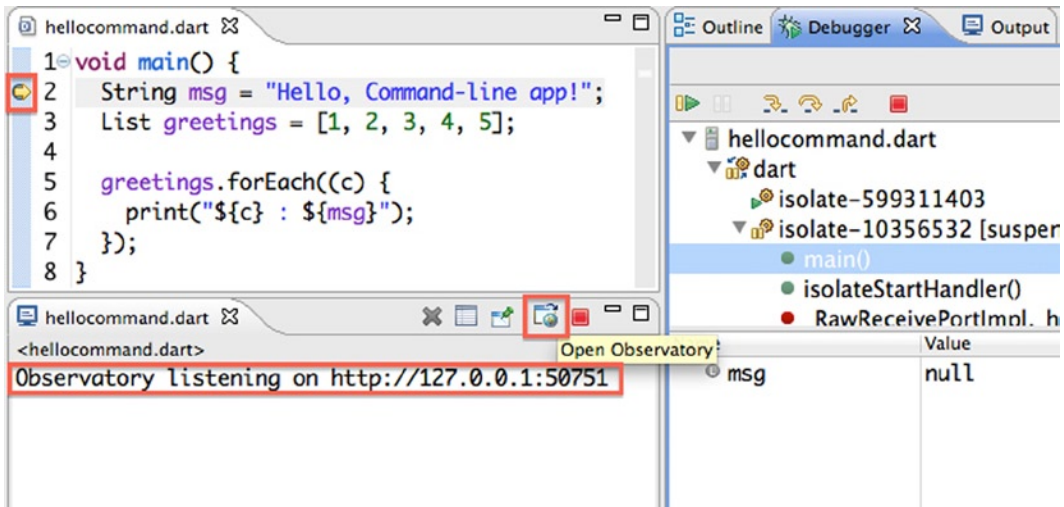 hellocommand.dart
1 void main() {
2 String msg = "Hello, Command-line app!";
3 List greetings = [1, 2, 3, 4, 5];
4
5 greetings.forEach((c) {
6 print("${c} : ${msg}");
7 });
8 }
hellocommand.dart
Open Observatory
<hellocommand.dart>
Observatory listening on http://127.0.0.1:50751
Outline Debugger Output
hellocommand.dart
dart
isolate-599311403
isolate-10356532 [suspen
main()
isolateStartHandler()
RawReceivePortImpl.
Value
msg null